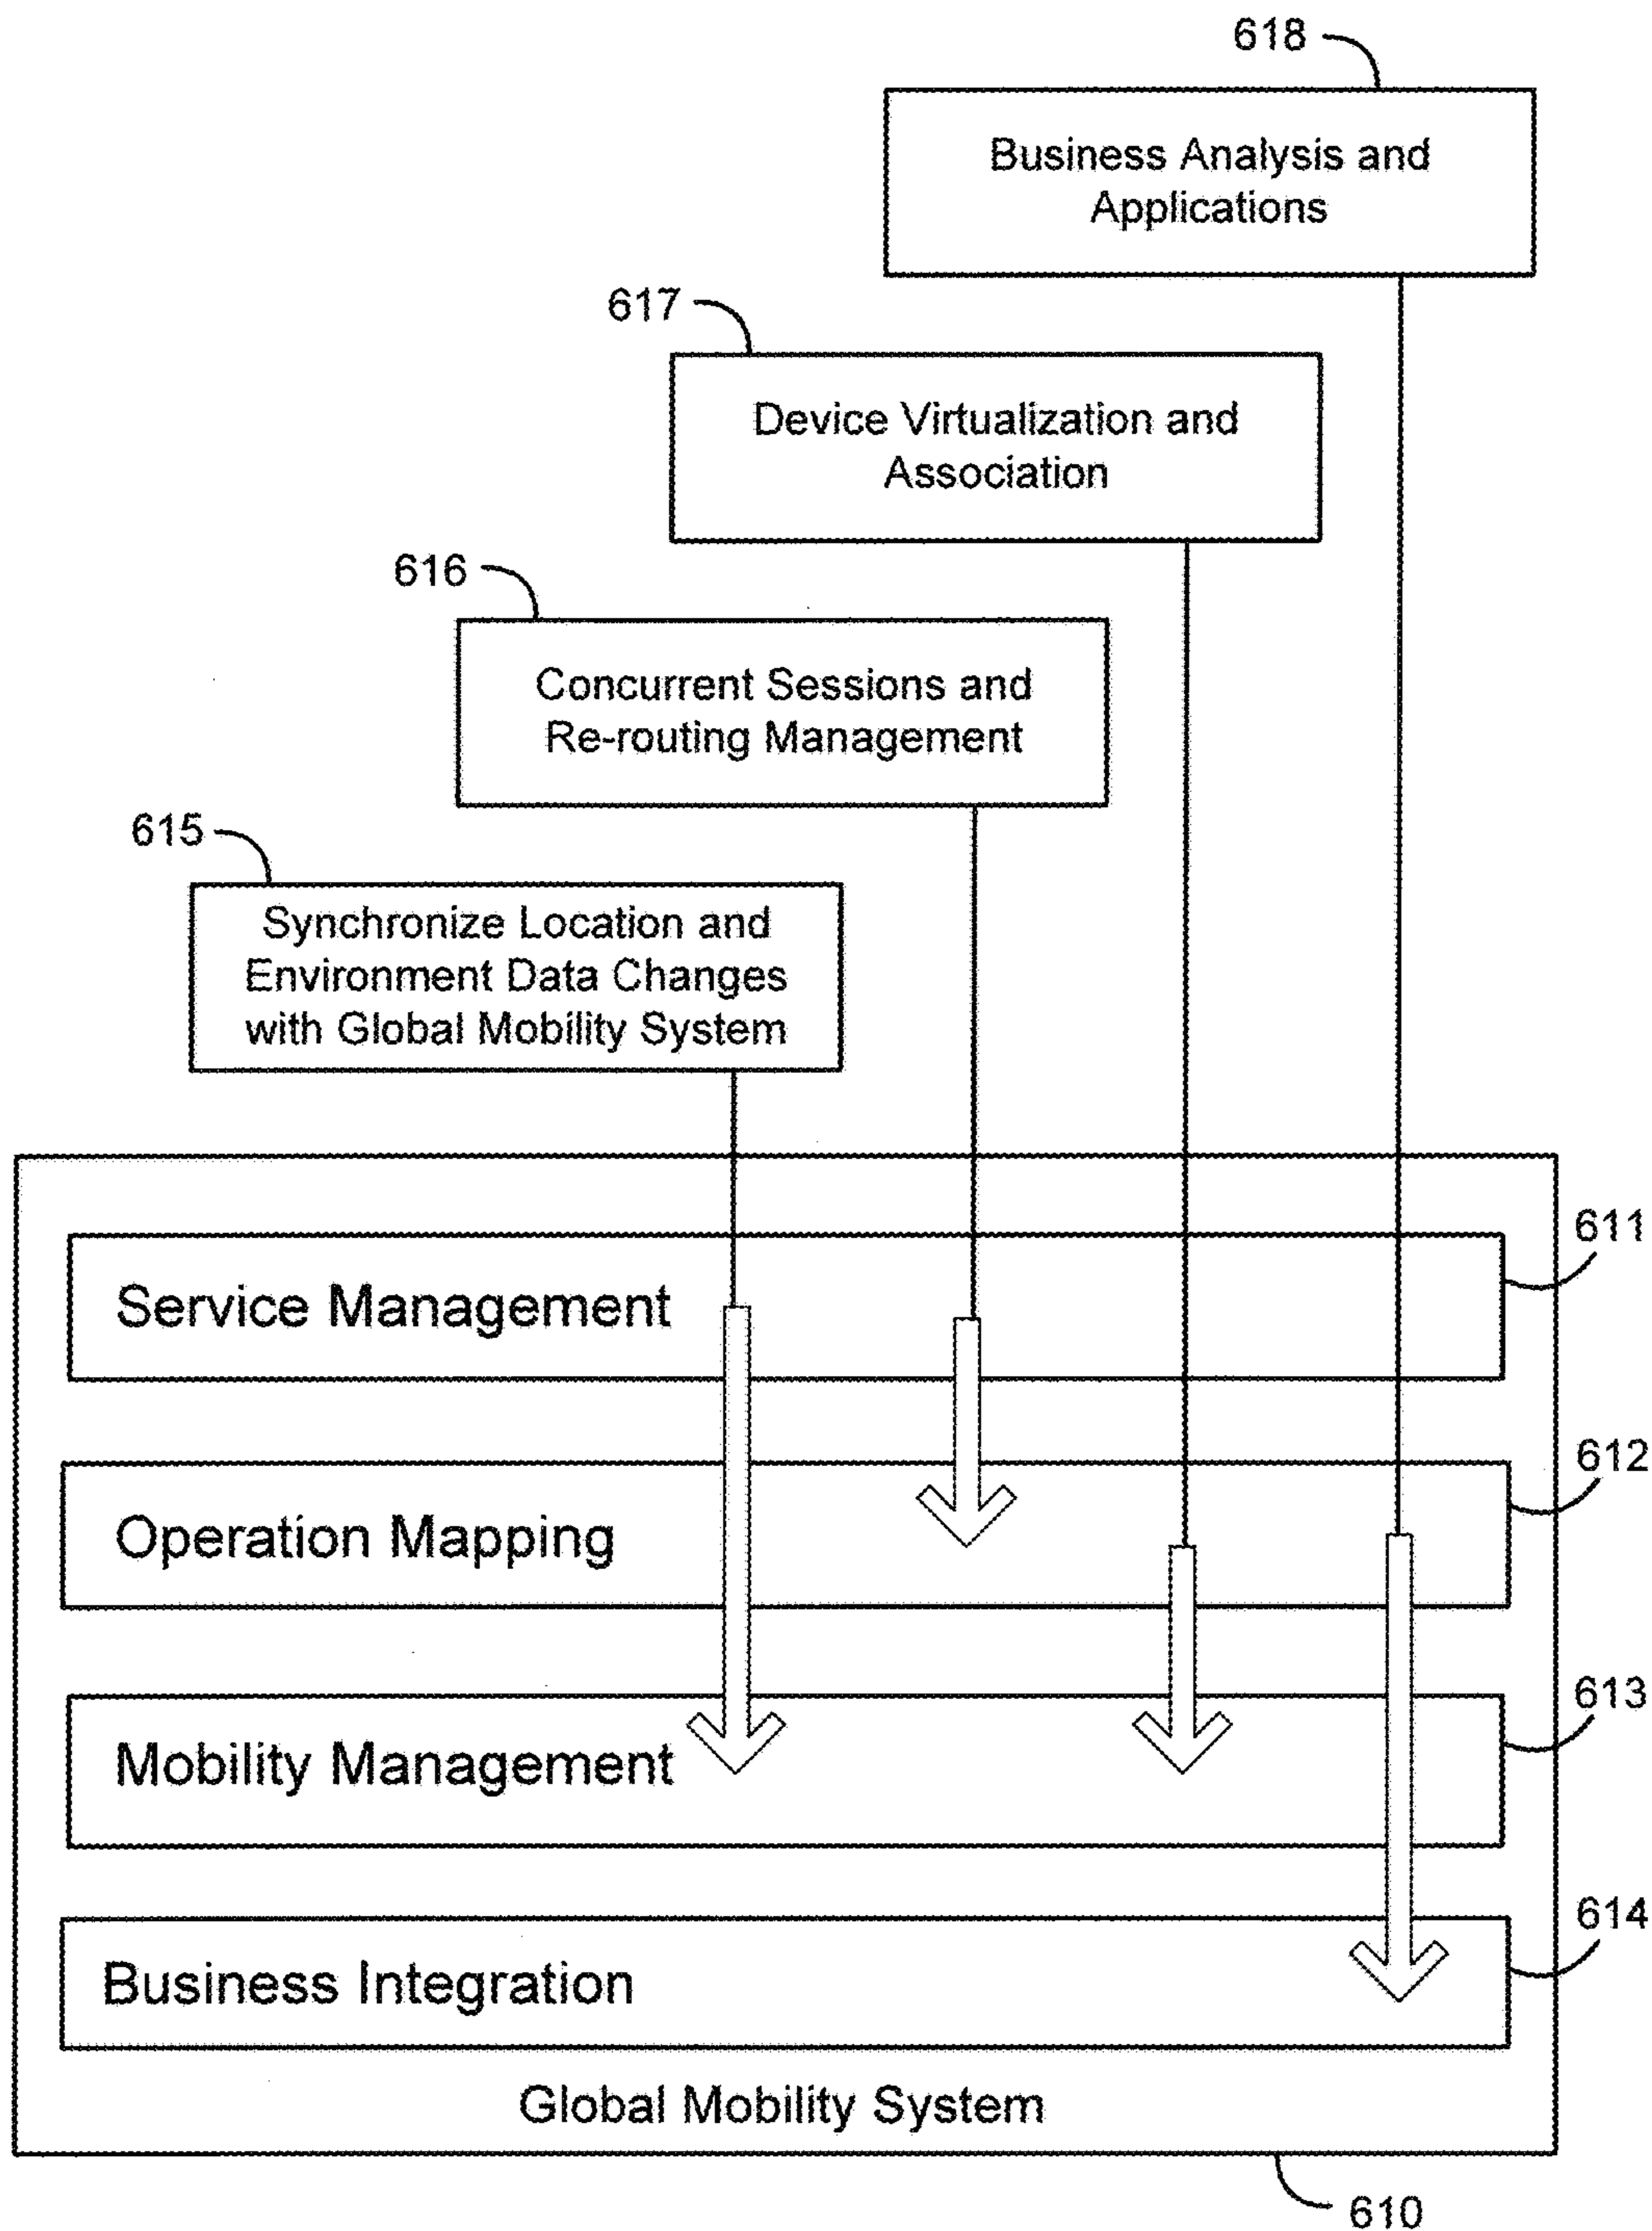 618
Business Analysis and
Applications
617
Device Virtualization and
Association
616
Concurrent Sessions and
Re-routing Management
615
Synchronize Location and
Environment Data Changes
with Global Mobility System
611
Service Management
612
Operation Mapping
613
Mobility Management
614
Business Integration
Global Mobility System
610